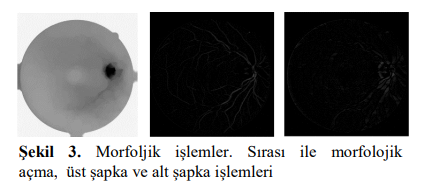 Şekil 3. Morfoljik işlemler. Sırası ile morfolojik
açma, üst şapka ve alt şapka işlemleri